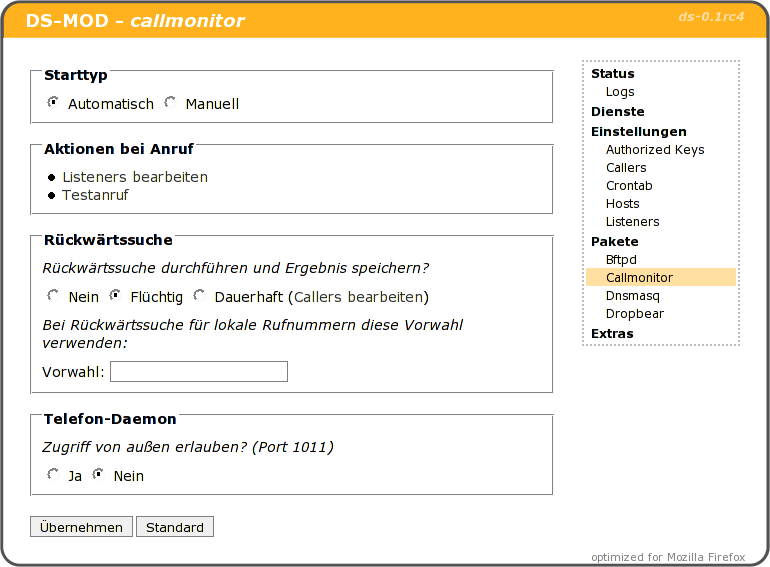 DS-MOD – callmonitor
ds-0.1rc4
Starttyp
Automatisch Manuell
Aktionen bei Anruf
Listeners bearbeiten
Testanruf
Rückwärtssuche
Rückwärtssuche durchführen und Ergebnis speichern?
Nein Flüchtig Dauerhaft (Callers bearbeiten)
Bei Rückwärtssuche für lokale Rufnummern diese Vorwahl
verwenden:
Vorwahl:
Telefon-Daemon
Zugriff von außen erlauben? (Port 1011)
Ja Nein
Übernehmen Standard
Status
Logs
Dienste
Einstellungen
Authorized Keys
Callers
Crontab
Hosts
Listeners
Pakete
Bftpd
Callmonitor
Dnsmasq
Dropbear
Extras
optimized for Mozilla Firefox